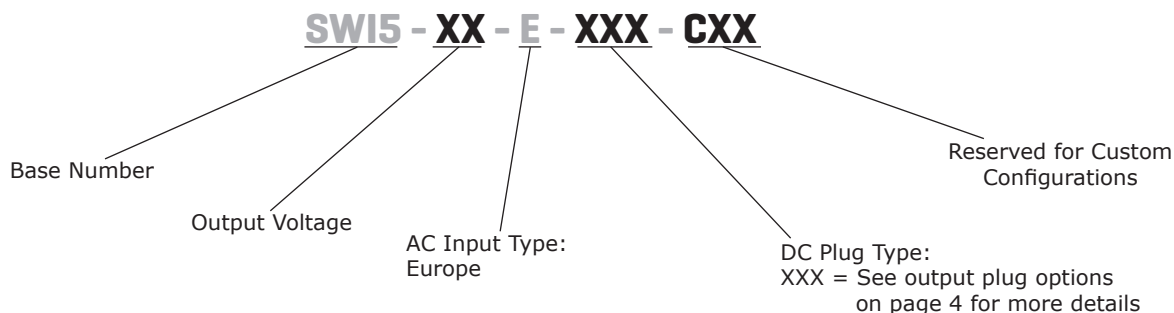 SWI5 - XX - E - XXX - CXX
Base Number
Output Voltage
AC Input Type:
Europe
DC Plug Type:
XXX = See output plug options
on page 4 for more details
Reserved for Custom
Configurations